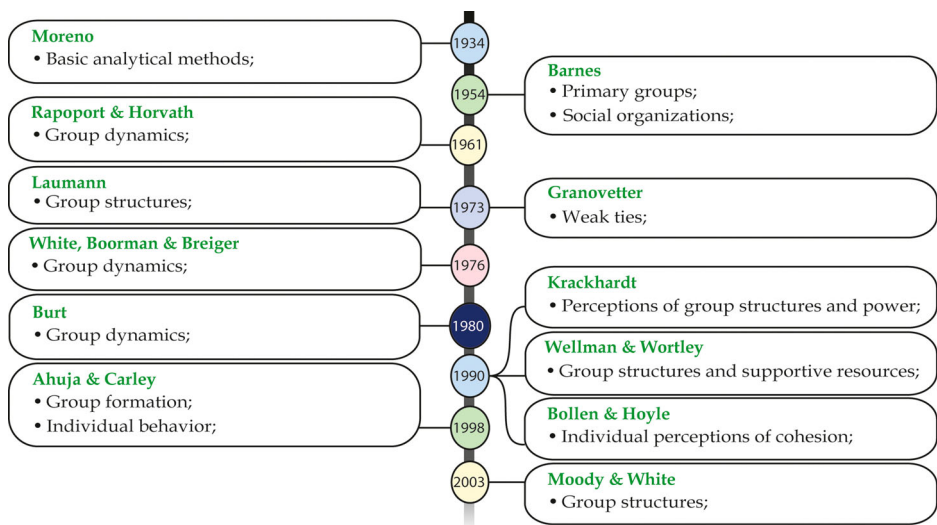 Moreno
• Basic analytical methods;
1934
Barnes
• Primary groups;
• Social organizations;
1954
Rapoport & Horvath
• Group dynamics;
1961
Laumann
• Group structures;
1973
Granovetter
• Weak ties;
White, Boorman & Breiger
• Group dynamics;
1976
Burt
• Group dynamics;
1980
Krackhardt
• Perceptions of group structures and power;
1990
Wellman & Wortley
• Group structures and supportive resources;
Bollen & Hoyle
• Individual perceptions of cohesion;
Ahuja & Carley
• Group formation;
• Individual behavior;
1998
2003
Moody & White
• Group structures;